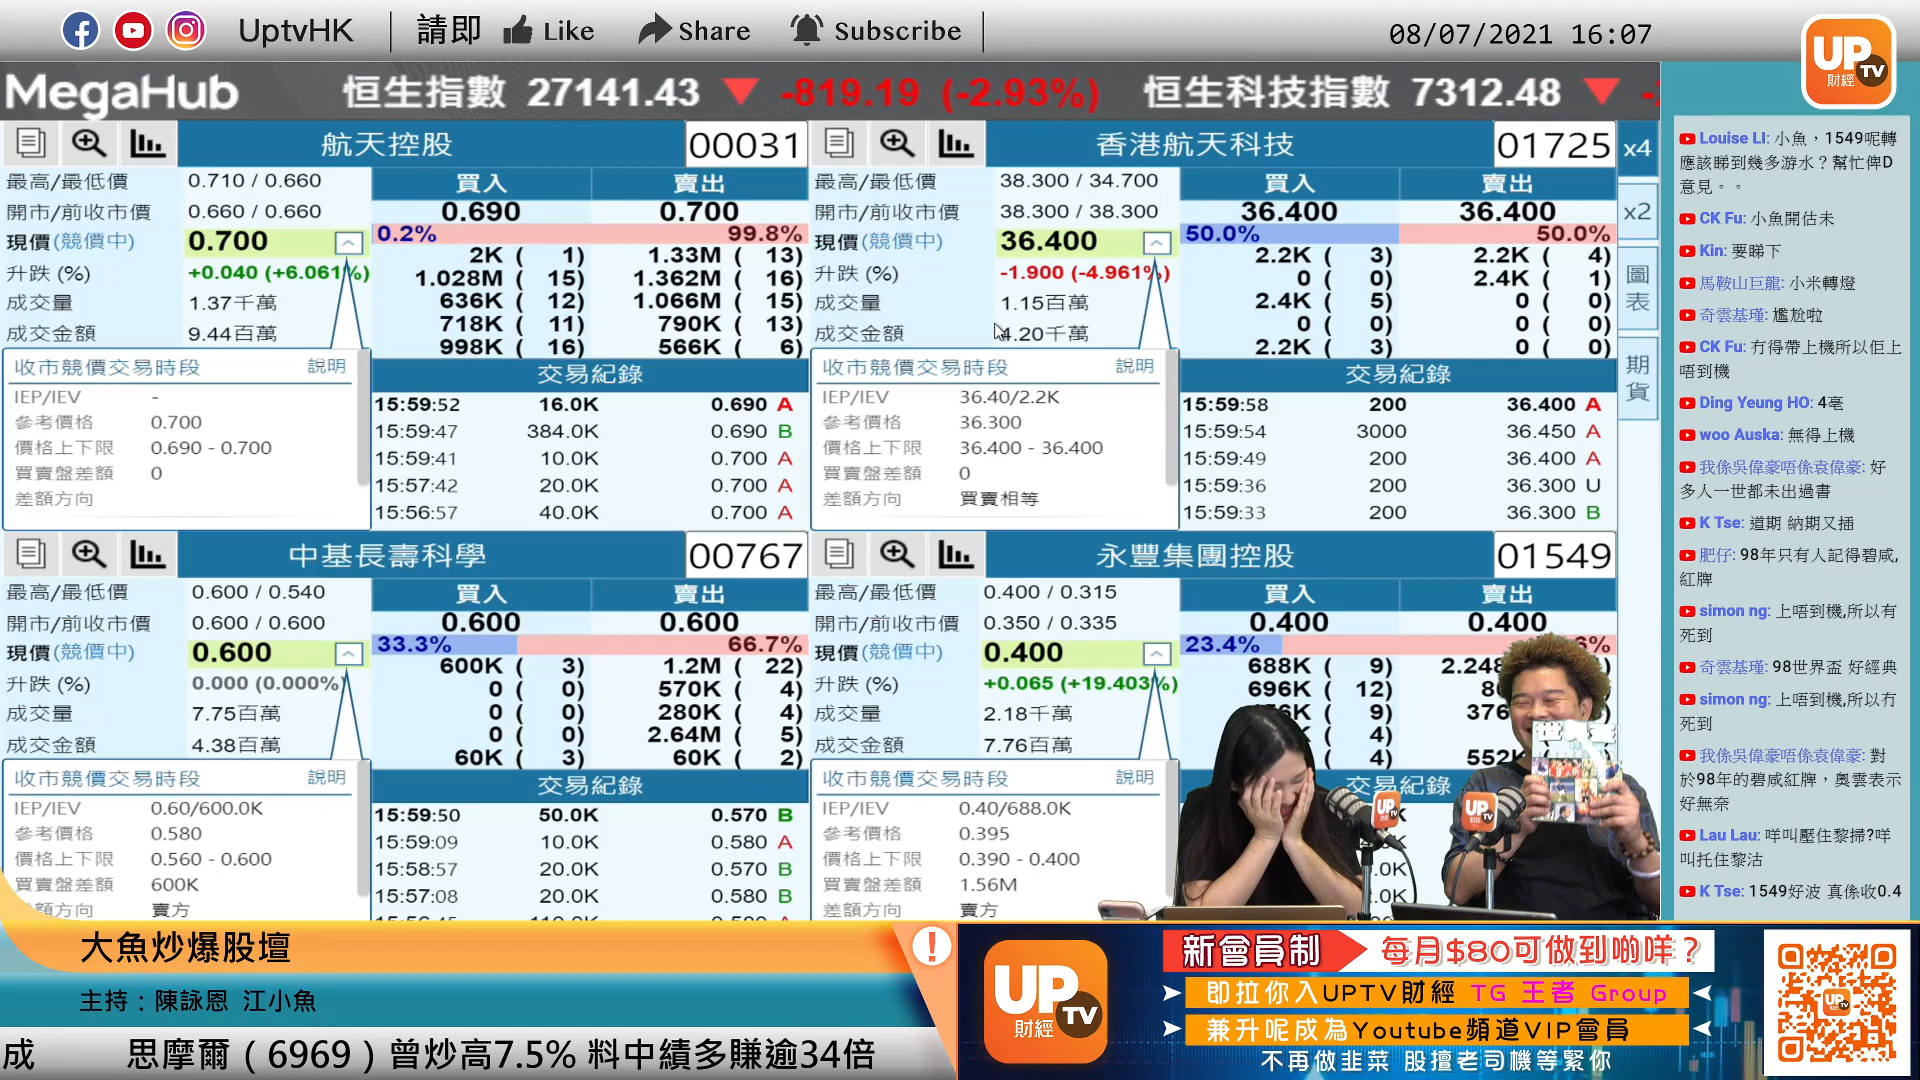 UptvHK 請即 Like Share Subscribe 08/07/2021 16:07
UP TV 財經
MegaHub 恒生指數 27141.43 -819.19 (-2.93%) 恒生科技指數 7312.48
航天控股 00031
最高/最低價 0.710 / 0.660 買入 賣出
開市/前收市價 0.660 / 0.660 0.690 0.700
現價(競價中) 0.700 0.2% 99.8%
升跌 (%) +0.040 (+6.061%)
成交量 1.37千萬
成交金額 9.44百萬
2K ( 1) 1.33M ( 13)
1.028M ( 15) 1.362M ( 16)
636K ( 12) 1.066M ( 15)
718K ( 11) 790K ( 13)
998K ( 16) 566K ( 6)
收市競價交易時段 說明
IEP/IEV -
參考價格 0.700
價格上下限 0.690 - 0.700
買賣盤差額 0
差額方向
交易紀錄
15:59:52 16.0K 0.690 A
15:59:47 384.0K 0.690 B
15:59:41 10.0K 0.700 A
15:57:42 20.0K 0.700 A
15:56:57 40.0K 0.700 A
香港航天科技 01725
最高/最低價 38.300 / 34.700 買入 賣出
開市/前收市價 38.300 / 38.300 36.400 36.400
現價(競價中) 36.400 50.0% 50.0%
升跌 (%) -1.900 (-4.961%)
成交量 1.15百萬
成交金額 4.20千萬
2.2K ( 3) 2.2K ( 4)
0 ( 0) 2.4K ( 1)
2.4K ( 5) 0 ( 0)
0 ( 0) 0 ( 0)
2.2K ( 3) 0 ( 0)
收市競價交易時段 說明
IEP/IEV 36.40/2.2K
參考價格 36.300
價格上下限 36.400 - 36.400
買賣盤差額 0
差額方向 買賣相等
交易紀錄
15:59:58 200 36.400 A
15:59:54 3000 36.450 A
15:59:49 200 36.400 A
15:59:36 200 36.300 U
15:59:33 200 36.300 B
x4
x2
圖表
期貨
中基長壽科學 00767
最高/最低價 0.600 / 0.540 買入 賣出
開市/前收市價 0.600 / 0.600 0.600 0.600
現價(競價中) 0.600 33.3% 66.7%
升跌 (%) 0.000 (0.000%)
成交量 7.75百萬
成交金額 4.38百萬
600K ( 3) 1.2M ( 22)
0 ( 0) 570K ( 4)
0 ( 0) 280K ( 4)
0 ( 0) 2.64M ( 5)
60K ( 3) 60K ( 2)
收市競價交易時段 說明
IEP/IEV 0.60/600.0K
參考價格 0.580
價格上下限 0.560 - 0.600
買賣盤差額 600K
差額方向 賣方
交易紀錄
15:59:50 50.0K 0.570 B
15:59:09 10.0K 0.580 A
15:58:57 20.0K 0.570 B
15:57:08 20.0K 0.580 B
永豐集團控股 01549
最高/最低價 0.400 / 0.315 買入 賣出
開市/前收市價 0.350 / 0.335 0.400 0.400
現價(競價中) 0.400 23.4%
升跌 (%) +0.065 (+19.403%)
成交量 2.18千萬
成交金額 7.76百萬
688K ( 9)
696K ( 12)
9) 376
4)
4) 552K
收市競價交易時段 說明
IEP/IEV 0.40/688.0K
參考價格 0.395
價格上下限 0.390 - 0.400
買賣盤差額 1.56M
差額方向 賣方
交易紀錄
Louise LI: 小魚，1549呢轉
應該睇到幾多游水？幫忙俾D
意見。。
CK Fu: 小魚開估未
Kin: 要睇下
馬鞍山巨龍: 小米轉燈
奇雲基瑾: 尷尬啦
CK Fu: 冇得帶上機所以佢上
唔到機
Ding Yeung HO: 4毫
woo Auska: 無得上機
我係吳偉豪唔係袁偉豪: 好
多人一世都未出過書
K Tse: 道期 納期又插
肥仔: 98年只有人記得碧咸,
紅牌
simon ng: 上唔到機,所以有
死到
奇雲基瑾: 98世界盃 好經典
simon ng: 上唔到機,所以冇
死到
我係吳偉豪唔係袁偉豪: 對
於98年的碧咸紅牌，奧雲表示
好無奈
Lau Lau: 咩叫壓住黎掃?咩
叫托住黎沽
K Tse: 1549好波 真係收0.4
大魚炒爆股壇
主持：陳詠恩 江小魚
成 思摩爾（6969）曾炒高7.5% 料中績多賺逾34倍
UP TV 財經
新會員制 每月$80可做到啲咩？
即拉你入UPTV財經 TG 王者 Group
兼升呢成為Youtube頻道VIP會員
不再做韭菜 股擅老司機等緊你